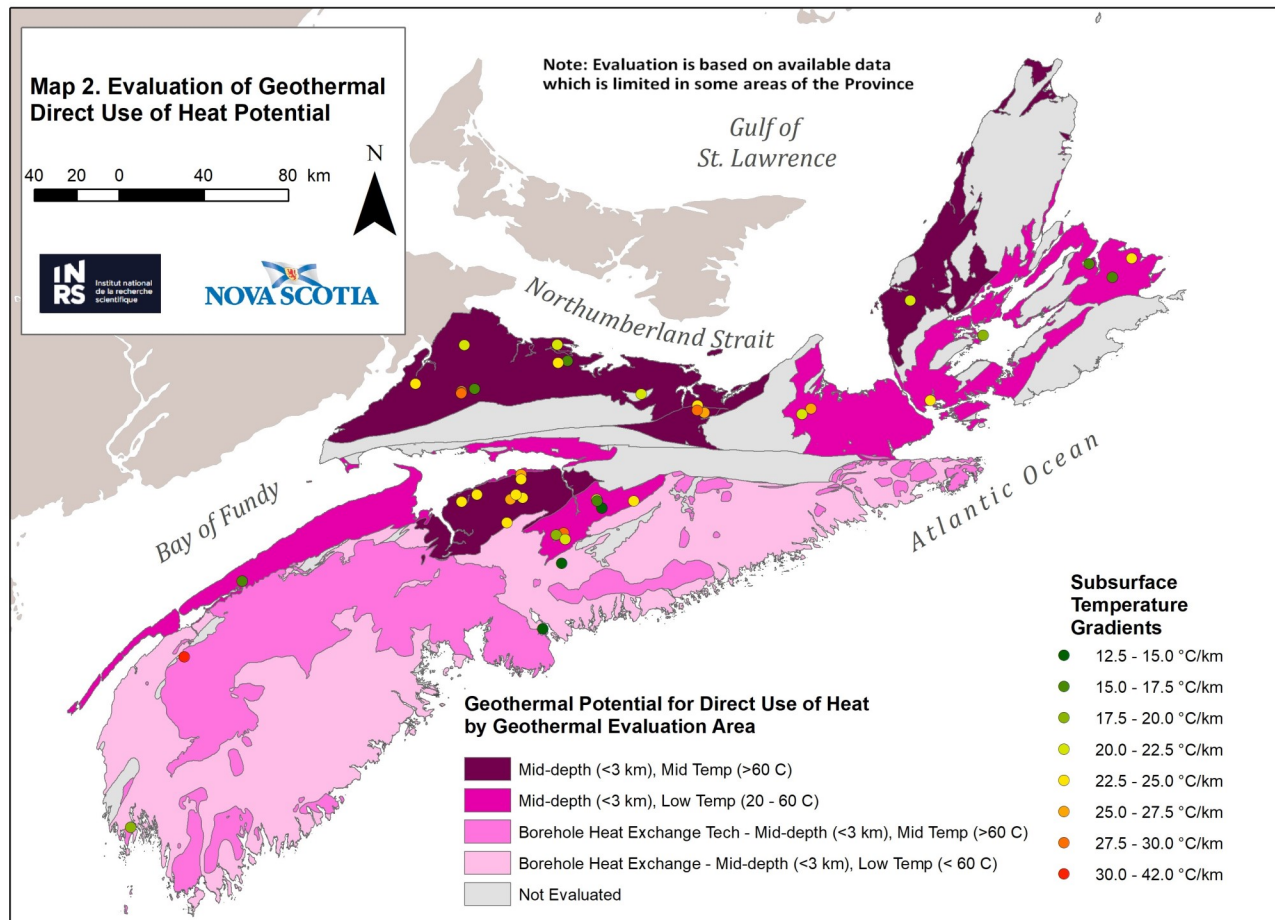 Map 2. Evaluation of Geothermal
Direct Use of Heat Potential
40 20 0 40 80 km
N
INRS
Institut national
de la recherche
scientifique
NOVA SCOTIA
Note: Evaluation is based on available data
which is limited in some areas of the Province
Gulf of
St. Lawrence
Northumberland Strait
Bay of Fundy
Atlantic Ocean
Geothermal Potential for Direct Use of Heat
by Geothermal Evaluation Area
Mid-depth (<3 km), Mid Temp (>60 C)
Mid-depth (<3 km), Low Temp (20 - 60 C)
Borehole Heat Exchange Tech - Mid-depth (<3 km), Mid Temp (>60 C)
Borehole Heat Exchange - Mid-depth (<3 km), Low Temp (< 60 C)
Not Evaluated
Subsurface
Temperature
Gradients
12.5 - 15.0 °C/km
15.0 - 17.5 °C/km
17.5 - 20.0 °C/km
20.0 - 22.5 °C/km
22.5 - 25.0 °C/km
25.0 - 27.5 °C/km
27.5 - 30.0 °C/km
30.0 - 42.0 °C/km